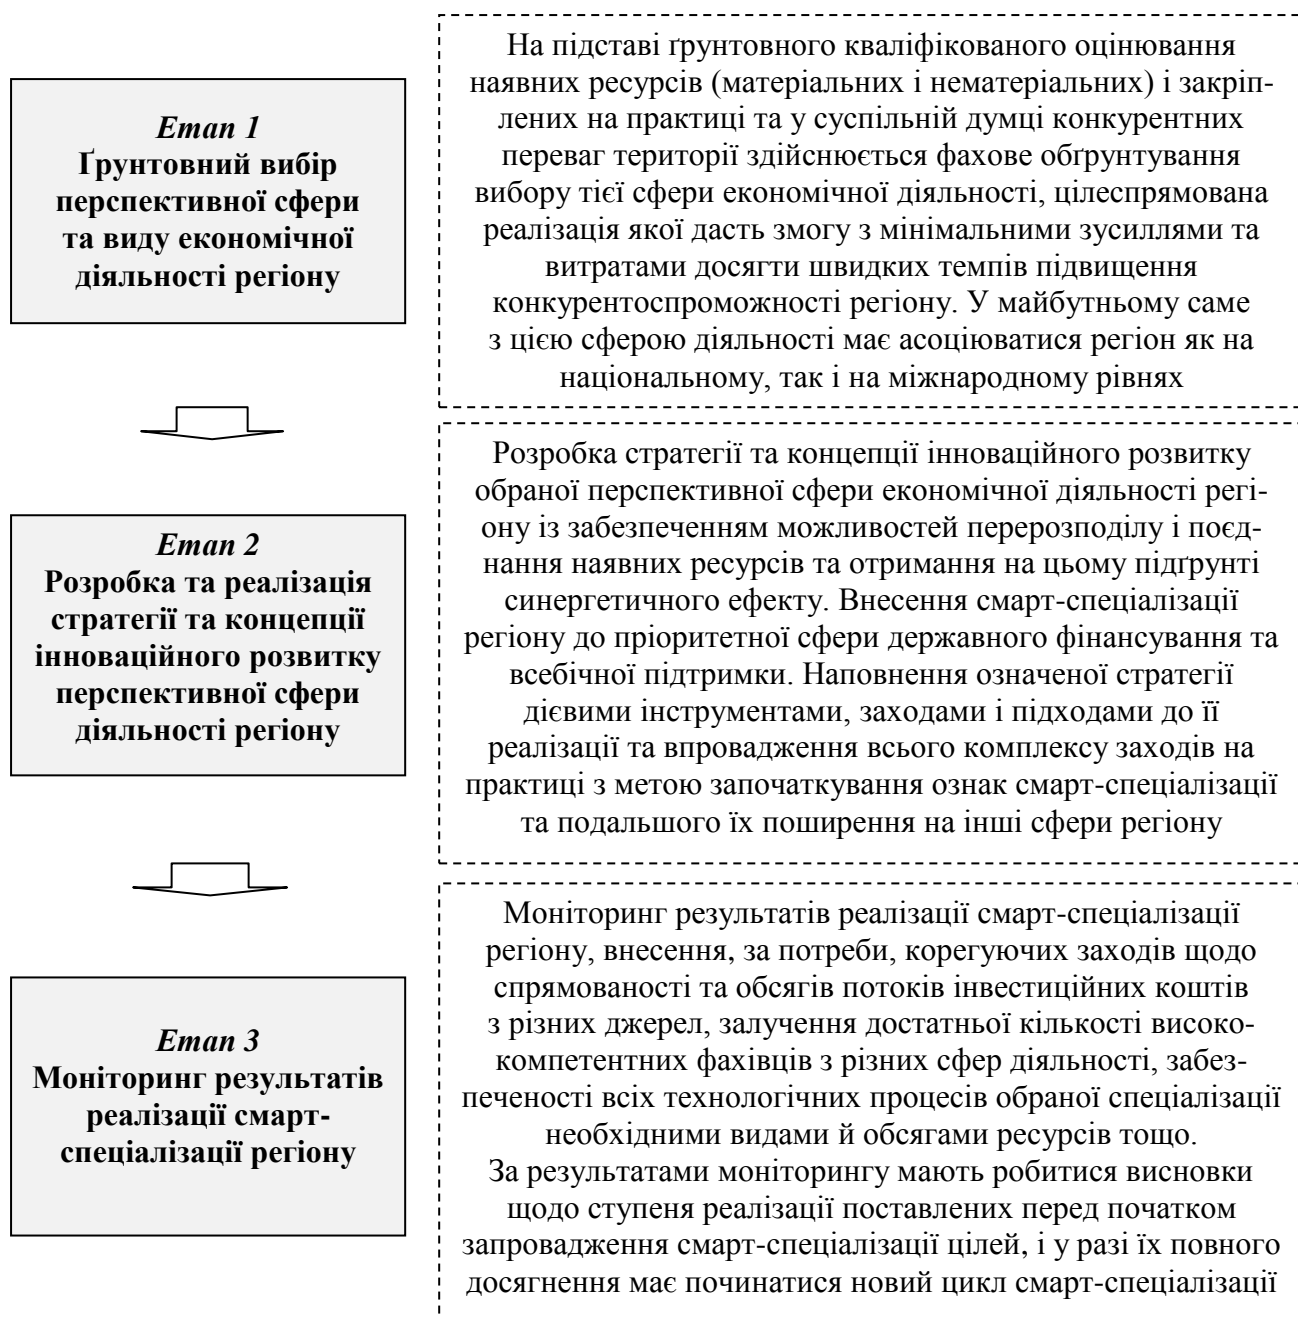 Етап 1
Ґрунтовний вибір
перспективної сфери
та виду економічної
діяльності регіону
На підставі ґрунтовного кваліфікованого оцінювання
наявних ресурсів (матеріальних і нематеріальних) і закріп-
лених на практиці та у суспільній думці конкурентних
переваг території здійснюється фахове обґрунтування
вибору тієї сфери економічної діяльності, цілеспрямована
реалізація якої дасть змогу з мінімальними зусиллями та
витратами досягти швидких темпів підвищення
конкурентоспроможності регіону. У майбутньому саме
з цією сферою діяльності має асоціюватися регіон як на
національному, так і на міжнародному рівнях
Етап 2
Розробка та реалізація
стратегії та концепції
інноваційного розвитку
перспективної сфери
діяльності регіону
Розробка стратегії та концепції інноваційного розвитку
обраної перспективної сфери економічної діяльності регі-
ону із забезпеченням можливостей перерозподілу і поєд-
нання наявних ресурсів та отримання на цьому підґрунті
синергетичного ефекту. Внесення смарт-спеціалізації
регіону до пріоритетної сфери державного фінансування та
всебічної підтримки. Наповнення означеної стратегії
дієвими інструментами, заходами і підходами до її
реалізації та впровадження всього комплексу заходів на
практиці з метою започаткування ознак смарт-спеціалізації
та подальшого їх поширення на інші сфери регіону
Етап 3
Моніторинг результатів
реалізації смарт-
спеціалізації регіону
Моніторинг результатів реалізації смарт-спеціалізації
регіону, внесення, за потреби, корегуючих заходів щодо
спрямованості та обсягів потоків інвестиційних коштів
з різних джерел, залучення достатньої кількості високо-
компетентних фахівців з різних сфер діяльності, забез-
печеності всіх технологічних процесів обраної спеціалізації
необхідними видами й обсягами ресурсів тощо.
За результатами моніторингу мають робитися висновки
щодо ступеня реалізації поставлених перед початком
запровадження смарт-спеціалізації цілей, і у разі їх повного
досягнення має починатися новий цикл смарт-спеціалізації